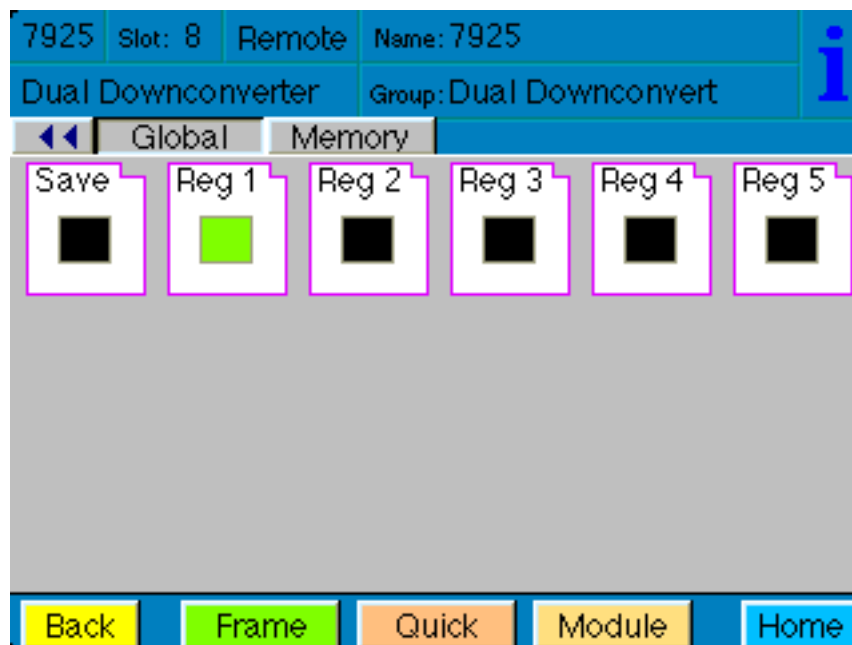 7925 Slot: 8 Remote Name: 7925
Dual Downconverter Group: Dual Downconvert
Global Memory
Save Reg 1 Reg 2 Reg 3 Reg 4 Reg 5
Back Frame Quick Module Home